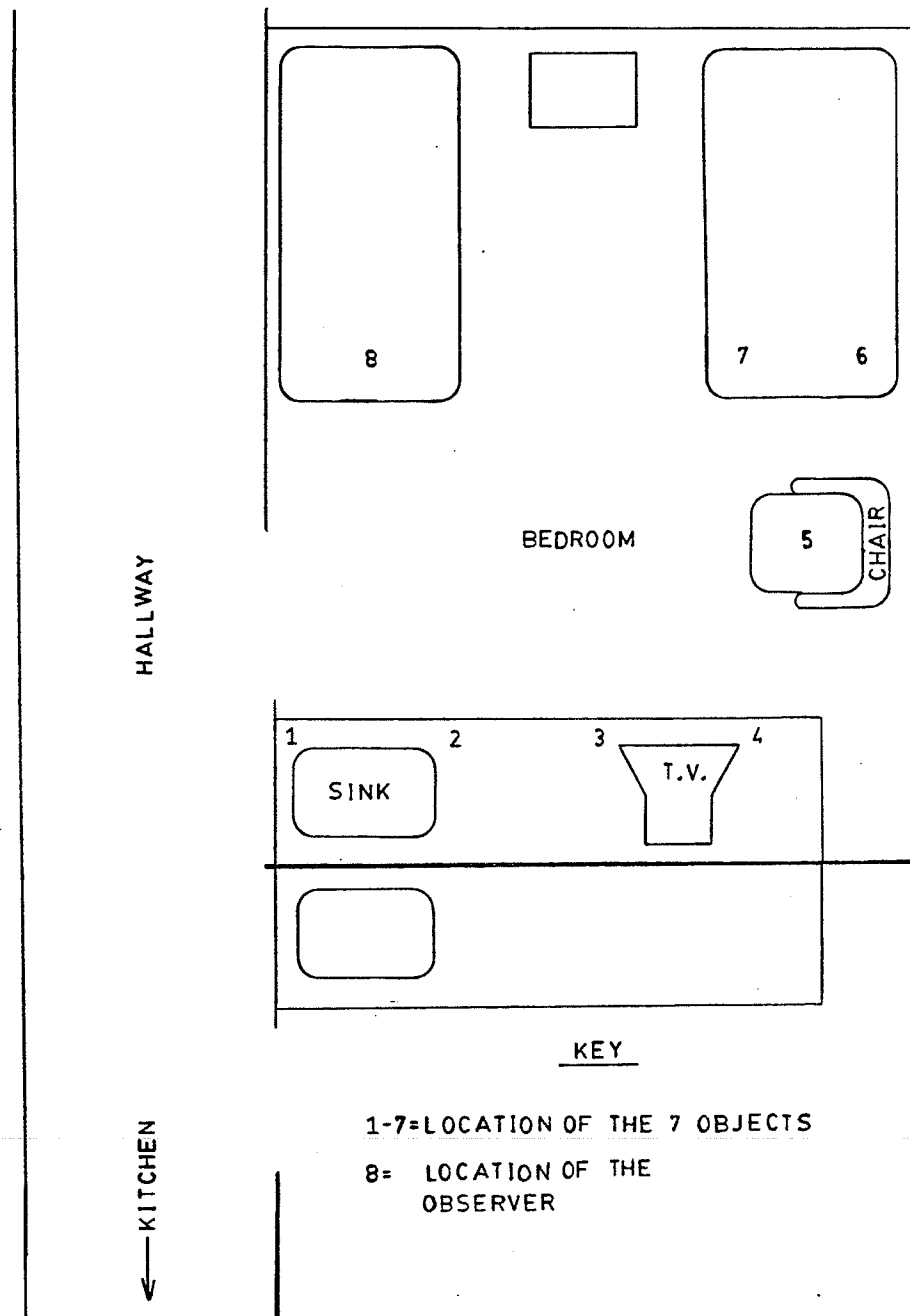 8
7 6
BEDROOM
5
CHAIR
HALLWAY
1 2 3 4
SINK
T.V.
KEY
1-7=LOCATION OF THE 7 OBJECTS
8= LOCATION OF THE
OBSERVER
←KITCHEN